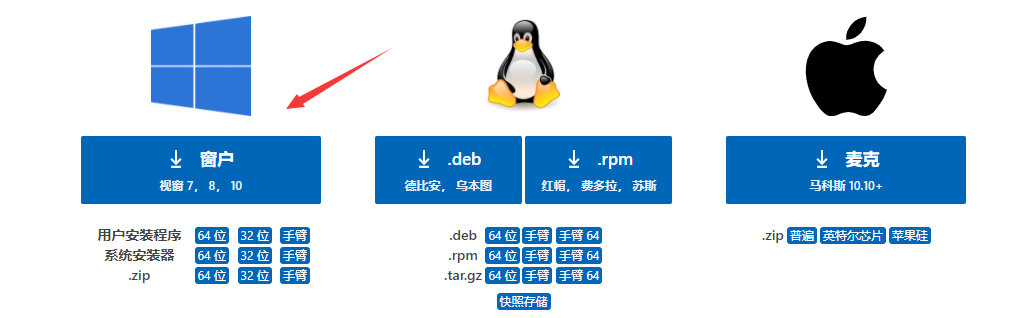 窗户
视窗 7， 8， 10
.deb
德比安， 乌本图
.rpm
红帽， 费多拉， 苏斯
麦克
马科斯 10.10+
用户安装程序 64 位 32 位 手臂
系统安装器 64 位 32 位 手臂
.zip 64 位 32 位 手臂
.deb 64 位 手臂 手臂 64
.rpm 64 位 手臂 手臂 64
.tar.gz 64 位 手臂 手臂 64
快照存储
.zip 普遍 英特尔芯片 苹果硅